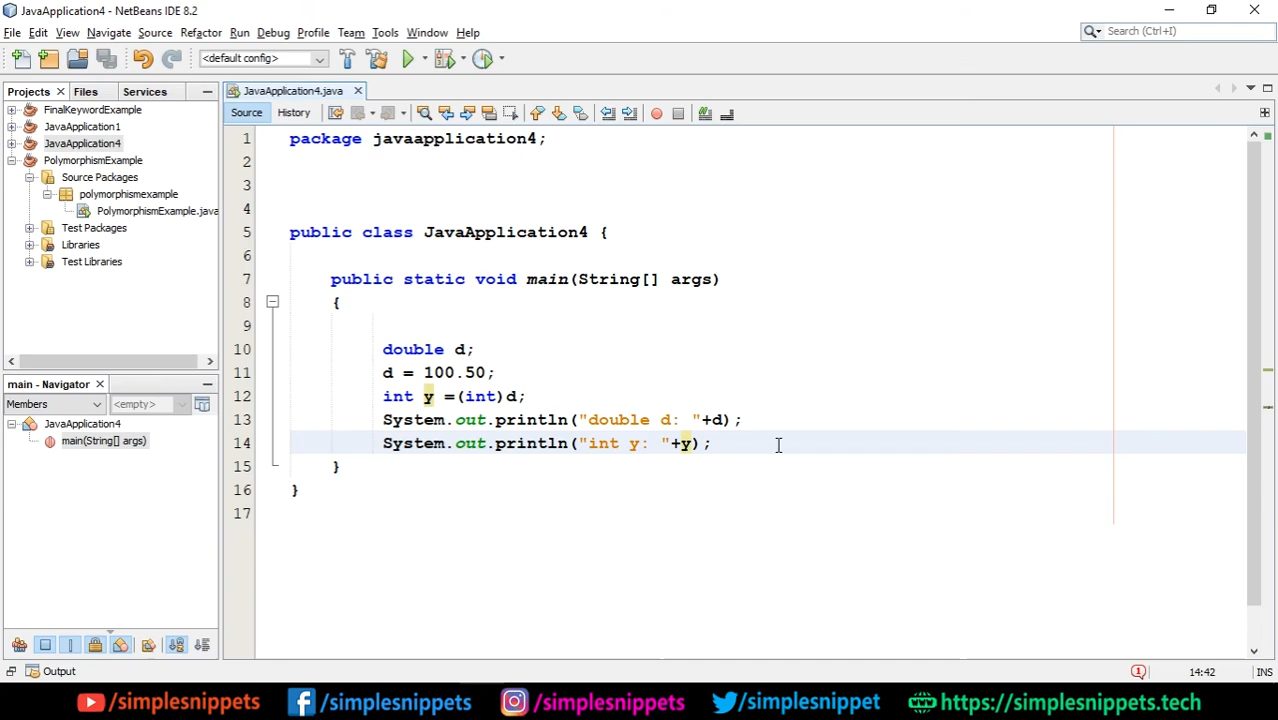 JavaApplication4 - NetBeans IDE 8.2
File Edit View Navigate Source Refactor Run Debug Profile Team Tools Window Help
Search (Ctrl+I)
<default config>
Projects Files Services
JavaApplication4.java
Source History
FinalKeywordExample
JavaApplication1
JavaApplication4
PolymorphismExample
Source Packages
polymorphismexample
PolymorphismExample.java
Test Packages
Libraries
Test Libraries
main - Navigator
Members <empty>
JavaApplication4
main(String[] args)
1 package javaapplication4;
2
3
4
5 public class JavaApplication4 {
6
7 public static void main(String[] args)
8 {
9
10 double d;
11 d = 100.50;
12 int y =(int)d;
13 System.out.println("double d: "+d);
14 System.out.println("int y: "+y);
15 }
16 }
17
Output
1 14:42 INS
/simplesnippets /simplesnippets /simplesnippets /simplesnippets https://simplesnippets.tech